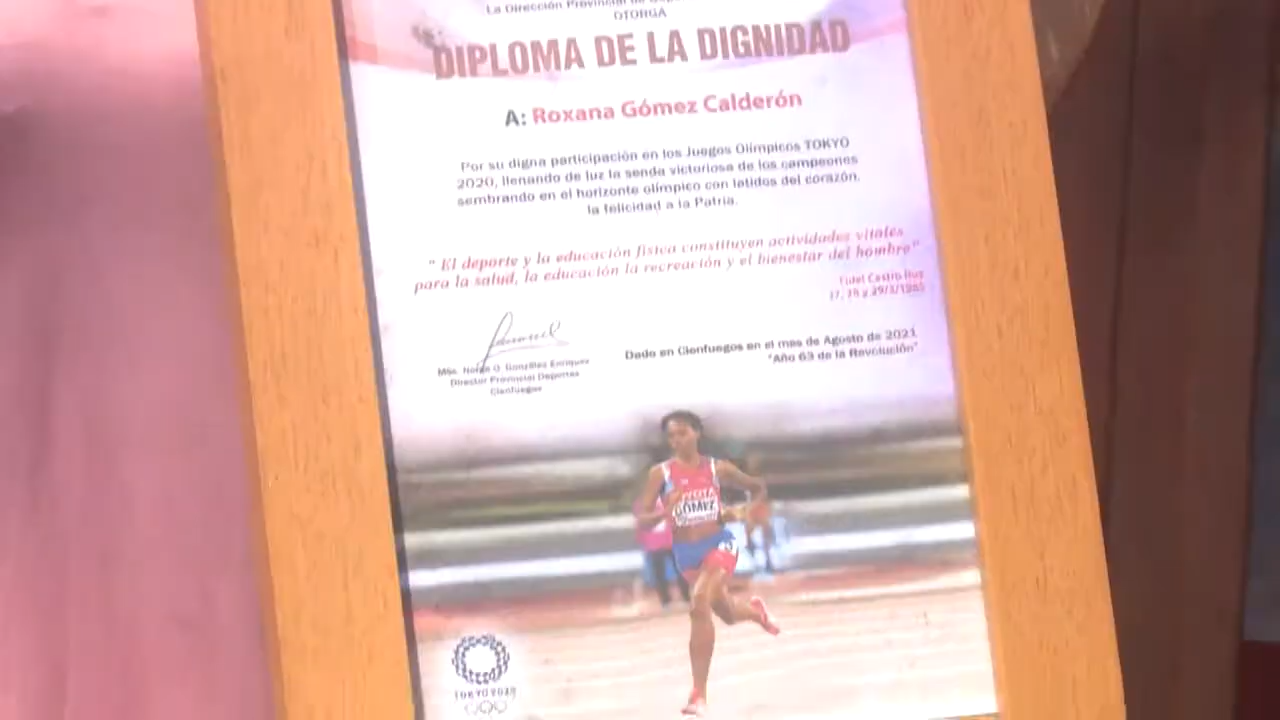 La Dirección Provincial de
OTORGA
DIPLOMA DE LA DIGNIDAD
A: Roxana Gómez Calderón
Por su digna participación en los Juegos Olímpicos TOKYO
2020, llenando de luz la senda victoriosa de los campeones
sembrando en el horizonte olímpico con latidos del corazón,
la felicidad a la Patria.
" El deporte y la educación física constituyen actividades vitales
para la salud, la educación la recreación y el bienestar del hombre"
Fidel Castro Ruz
Dado en Cienfuegos en el mes de Agosto de 2021
"Año 63 de la Revolución"
Msc. O. González Enríquez
Director Provincial Deportes
Cienfuegos
GÓMEZ
TOKYO 2020